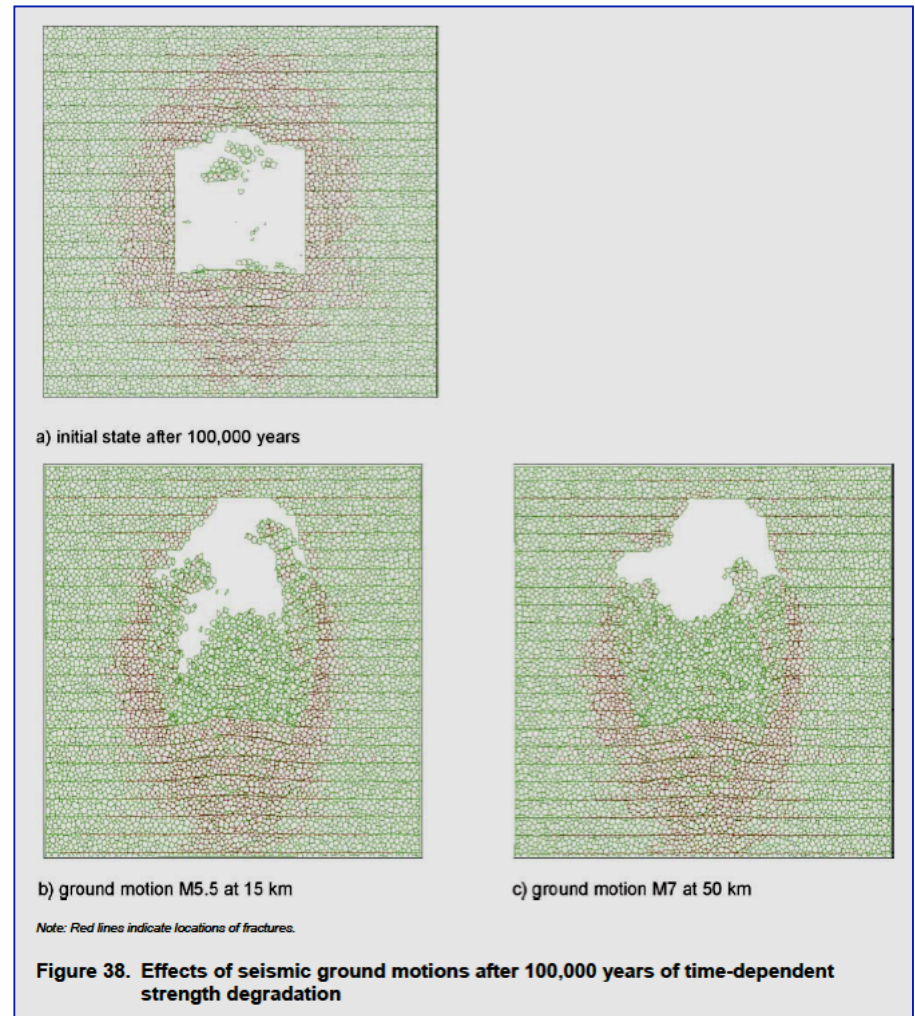 a) initial state after 100,000 years
b) ground motion M5.5 at 15 km
c) ground motion M7 at 50 km
Note: Red lines indicate locations of fractures.
Figure 38. Effects of seismic ground motions after 100,000 years of time-dependent
strength degradation